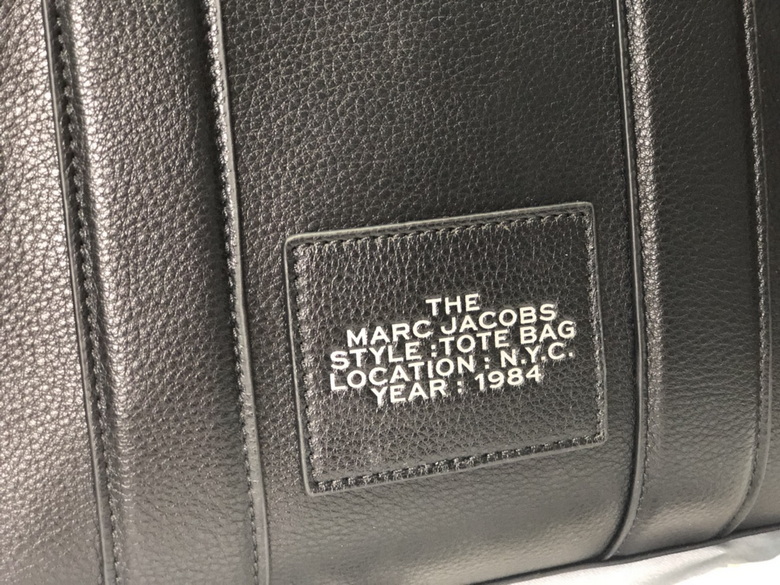 THE
MARC JACOBS
STYLE : TOTE BAG
LOCATION : N.Y.C.
YEAR : 1984